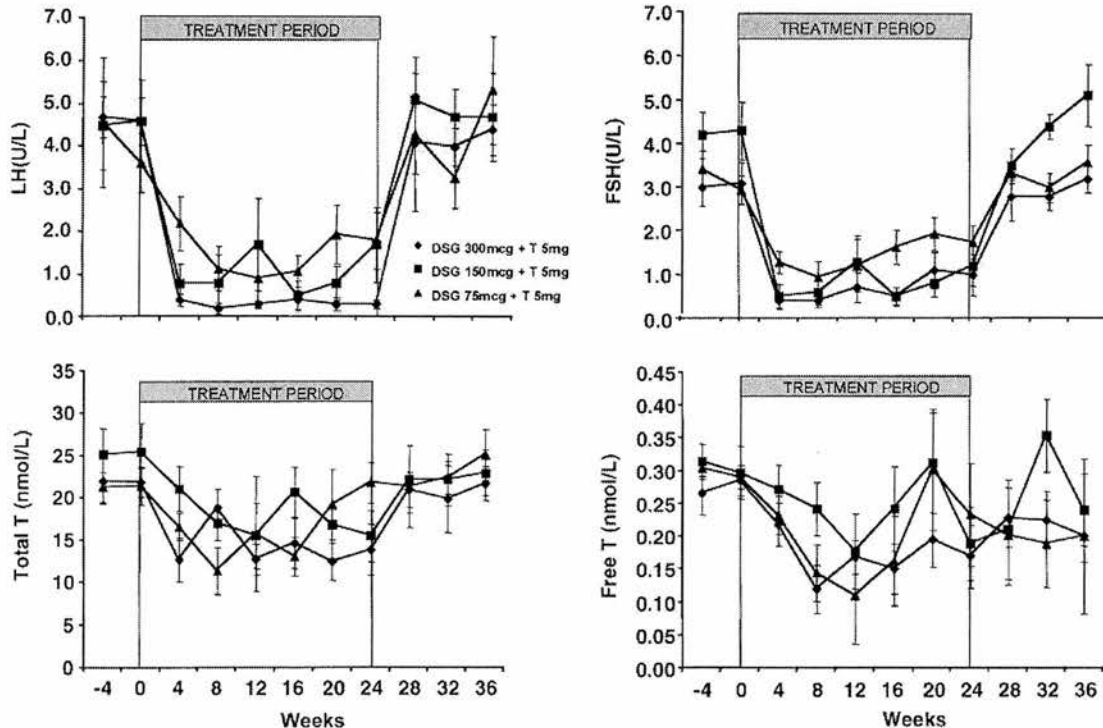 TREATMENT PERIOD
7.0
6.0
5.0
4.0
3.0
2.0
1.0
0.0
LH(U/L)
DSG 300mcg + T 5mg
DSG 150mcg + T 5mg
DSG 75mcg + T 5mg
TREATMENT PERIOD
7.0
6.0
5.0
4.0
3.0
2.0
1.0
0.0
FSH(U/L)
TREATMENT PERIOD
35
30
25
20
15
10
5
0
Total T (nmol/L)
-4 0 4 8 12 16 20 24 28 32 36
Weeks
TREATMENT PERIOD
0.45
0.40
0.35
0.30
0.25
0.20
0.15
0.10
0.05
0.00
Free T (nmol/L)
-4 0 4 8 12 16 20 24 28 32 36
Weeks